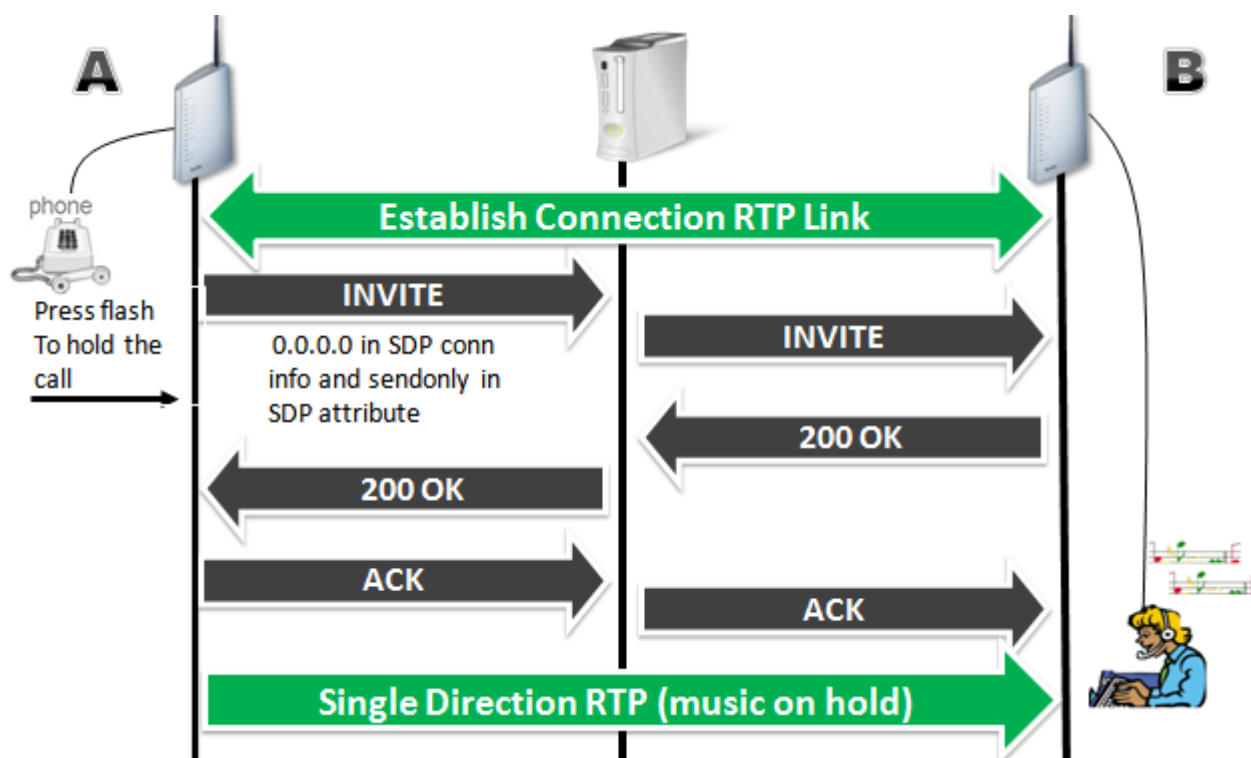 A
B
phone
Establish Connection RTP Link
Press flash
To hold the
call
INVITE
0.0.0.0 in SDP conn
info and sendonly in
SDP attribute
INVITE
200 OK
200 OK
ACK
ACK
Single Direction RTP (music on hold)